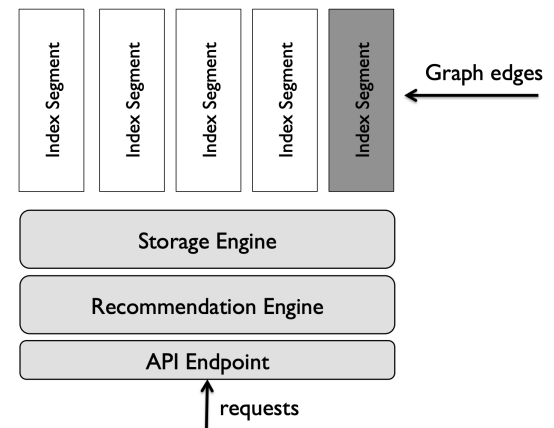 Index Segment
Index Segment
Index Segment
Index Segment
Index Segment
Graph edges
Storage Engine
Recommendation Engine
API Endpoint
requests